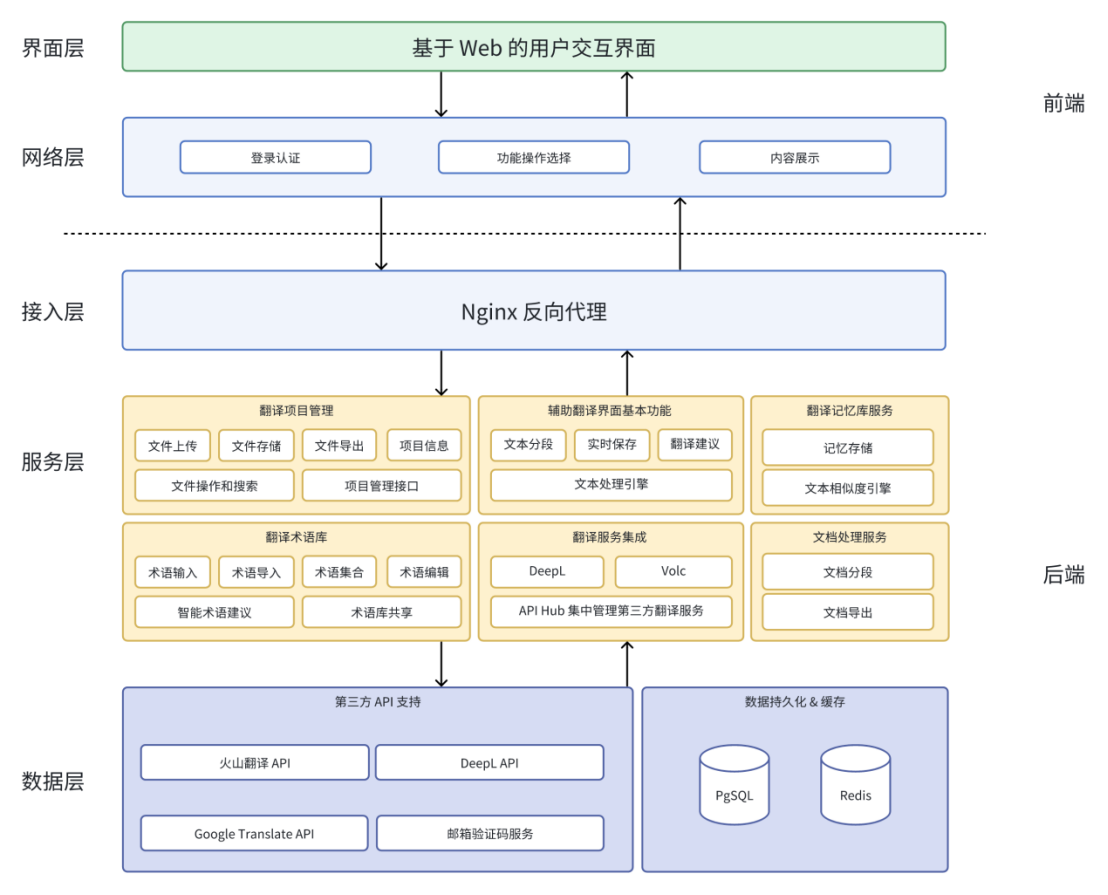 界面层
基于 Web 的用户交互界面
前端
网络层
登录认证
功能操作选择
内容展示
接入层
Nginx 反向代理
服务层
翻译项目管理
文件上传
文件存储
文件导出
项目信息
文件操作和搜索
项目管理接口
辅助翻译界面基本功能
文本分段
实时保存
翻译建议
文本处理引擎
翻译记忆库服务
记忆存储
文本相似度引擎
翻译术语库
术语输入
术语导入
术语集合
术语编辑
智能术语建议
术语库共享
翻译服务集成
DeepL
Volc
API Hub 集中管理第三方翻译服务
文档处理服务
文档分段
文档导出
后端
数据层
第三方 API 支持
火山翻译 API
DeepL API
Google Translate API
邮箱验证码服务
数据持久化 & 缓存
PgSQL
Redis